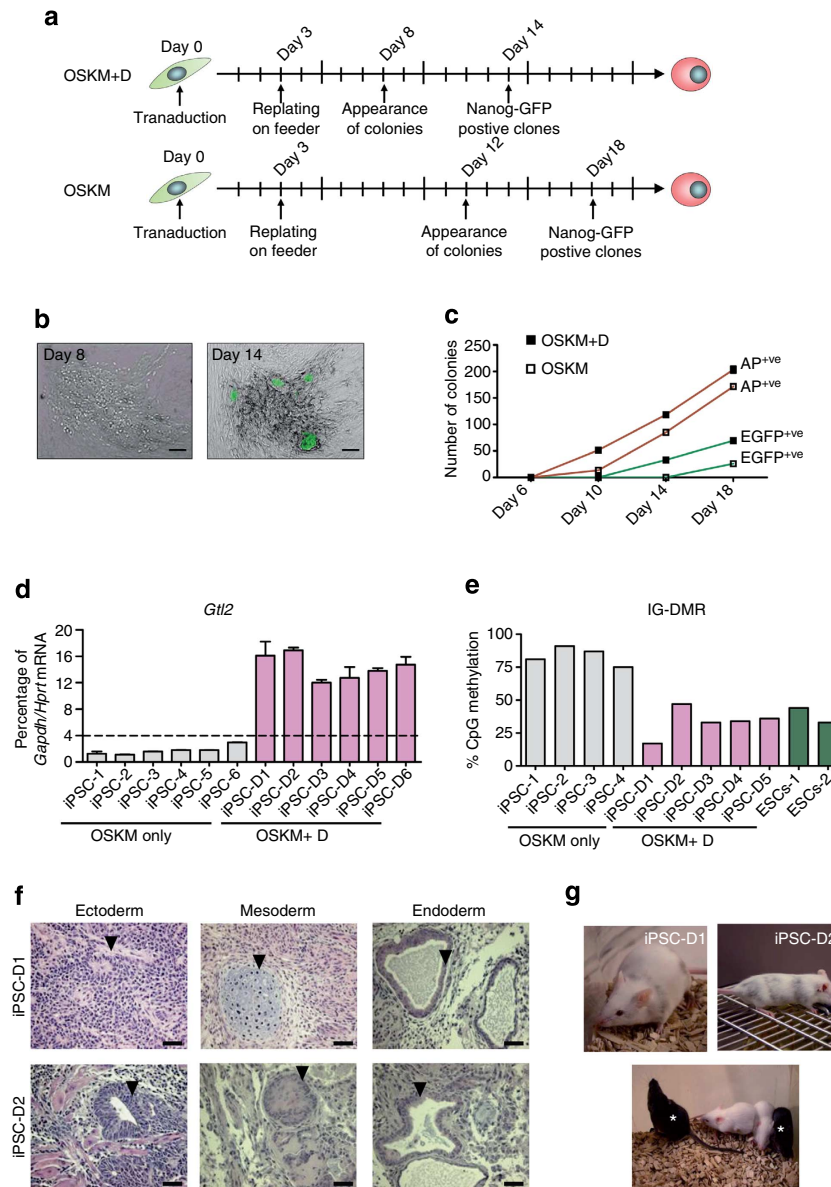 a
Day 0
Day 3
Day 8
Day 14
OSKM+D
Tranaduction
Replating
on feeder
Appearance
of colonies
Nanog-GFP
postive clones
Day 0
Day 3
Day 12
Day18
OSKM
Tranaduction
Replating
on feeder
Appearance
of colonies
Nanog-GFP
postive clones
b
Day 8
Day 14
c
Number of colonies
250
200
150
100
50
0
OSKM+D
OSKM
AP+ve
AP+ve
EGFP+ve
EGFP+ve
Day 6
Day 10
Day 14
Day 18
d
Gtl2
Percentage of
Gapdh/Hprt mRNA
20
16
12
8
4
0
iPSC-1
iPSC-2
iPSC-3
iPSC-4
iPSC-5
iPSC-6
iPSC-D1
iPSC-D2
iPSC-D3
iPSC-D4
iPSC-D5
iPSC-D6
OSKM only
OSKM+ D
e
IG-DMR
% CpG methylation
100
75
50
25
0
iPSC-1
iPSC-2
iPSC-3
iPSC-4
iPSC-D1
iPSC-D2
iPSC-D3
iPSC-D4
iPSC-D5
ESCs-1
ESCs-2
OSKM only
OSKM+ D
f
Ectoderm
Mesoderm
Endoderm
iPSC-D1
iPSC-D2
g
iPSC-D1
iPSC-D2
*
*